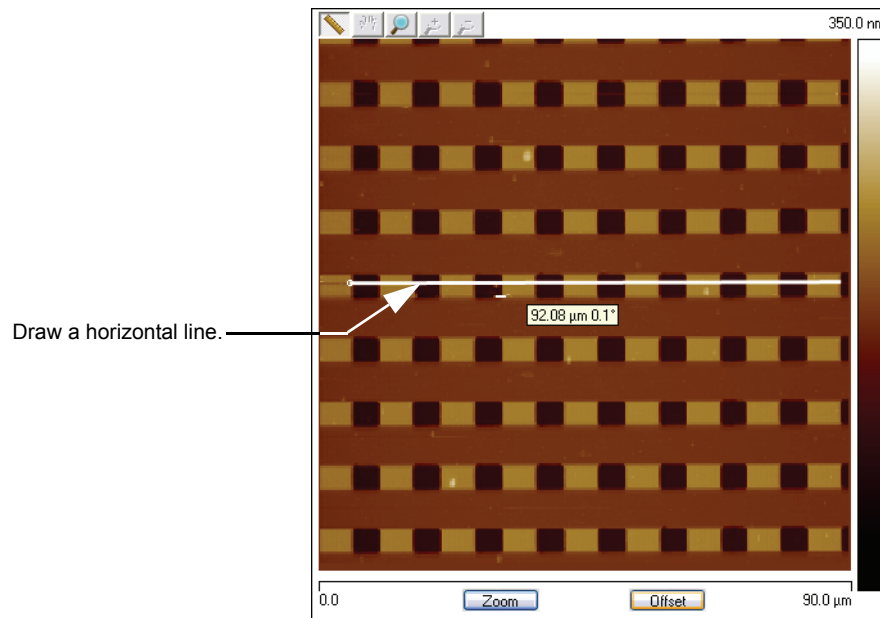 350.0 nm
92.08 µm 0.1°
Draw a horizontal line.
0.0
Zoom
Offset
90.0 µm